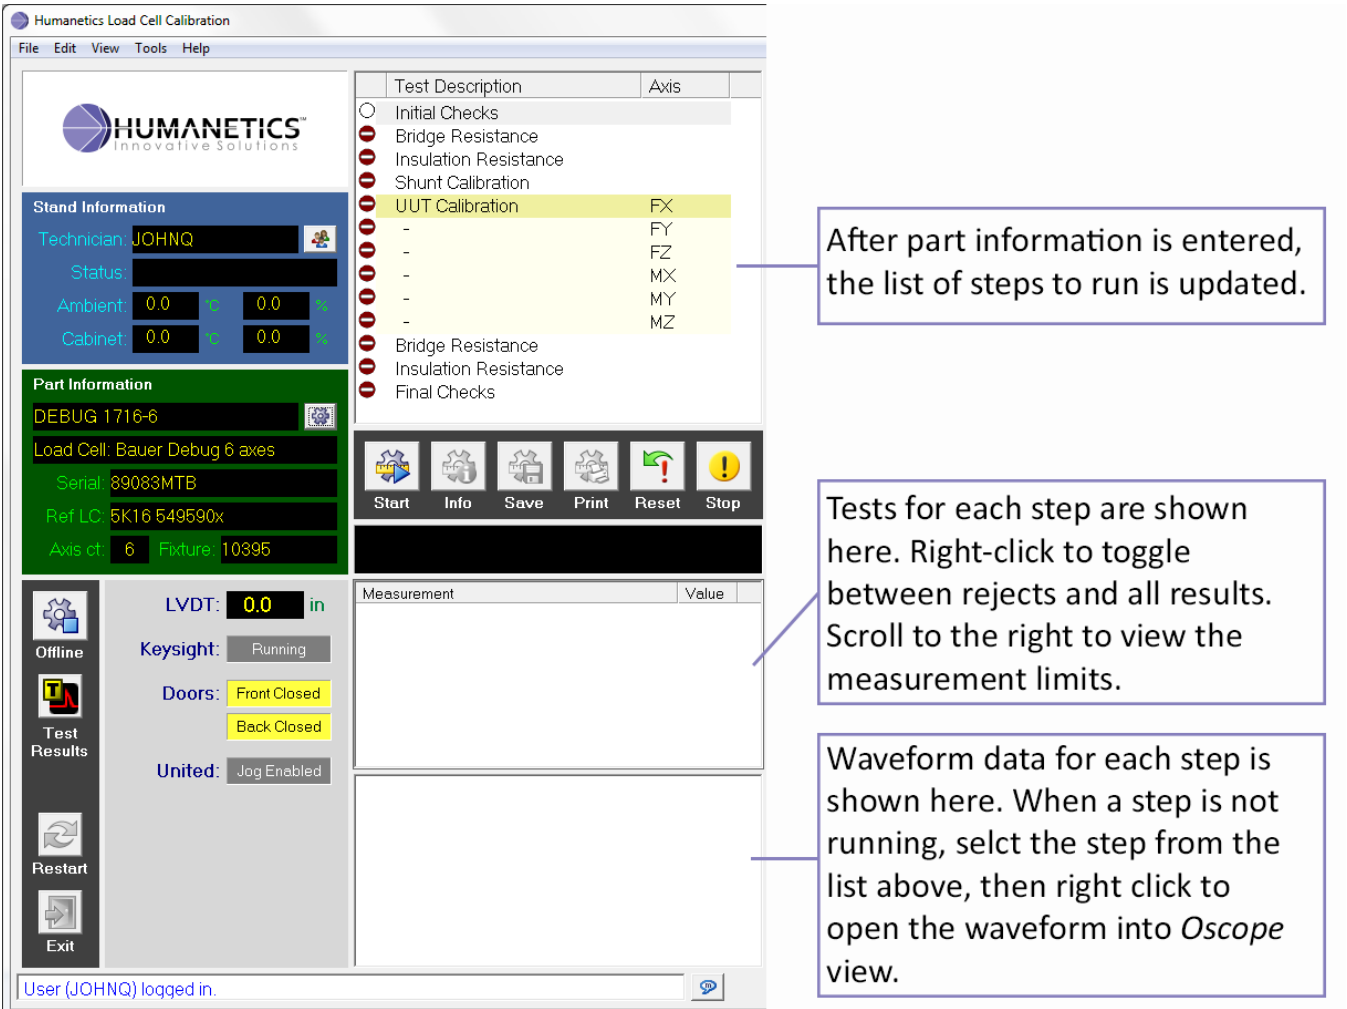 Humanetics Load Cell Calibration
File Edit View Tools Help
HUMANETICS™
Innovative Solutions
Stand Information
Technician: JOHNQ
Status:
Ambient: 0.0 °C 0.0 %
Cabinet: 0.0 °C 0.0 %
Part Information
DEBUG 1716-6
Load Cell: Bauer Debug 6 axes
Serial: 89083MTB
Ref LC: 5K16 549590x
Axis ct: 6 Fixture: 10395
Offline
Test
Results
Restart
Exit
LVDT: 0.0 in
Keysight: Running
Doors: Front Closed
Back Closed
United: Jog Enabled
Test Description Axis
Initial Checks
Bridge Resistance
Insulation Resistance
Shunt Calibration
UUT Calibration FX
- FY
- FZ
- MX
- MY
- MZ
Bridge Resistance
Insulation Resistance
Final Checks
Start Info Save Print Reset Stop
Measurement Value
User (JOHNQ) logged in.
After part information is entered,
the list of steps to run is updated.
Tests for each step are shown
here. Right-click to toggle
between rejects and all results.
Scroll to the right to view the
measurement limits.
Waveform data for each step is
shown here. When a step is not
running, selct the step from the
list above, then right click to
open the waveform into Oscope
view.